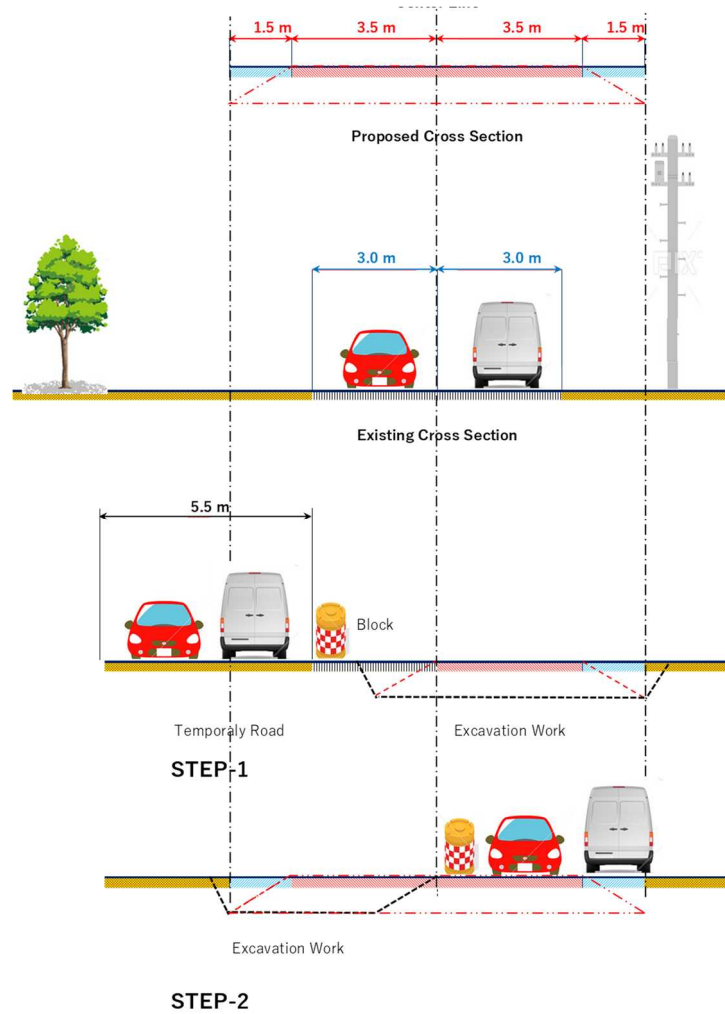 1.5 m 3.5 m 3.5 m 1.5 m
Proposed Cross Section
3.0 m 3.0 m
Existing Cross Section
5.5 m
Block
Temporaly Road Excavation Work
STEP-1
Excavation Work
STEP-2